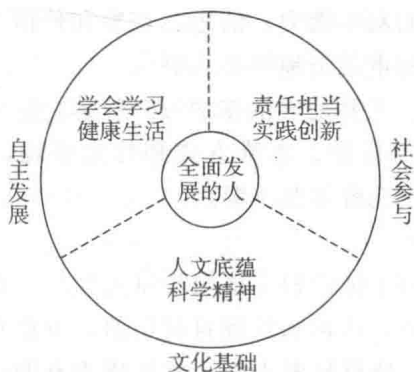 学会学习
健康生活
责任担当
实践创新
自主发展
全面发
展的人
社会参与
人文底蕴
科学精神
文化基础